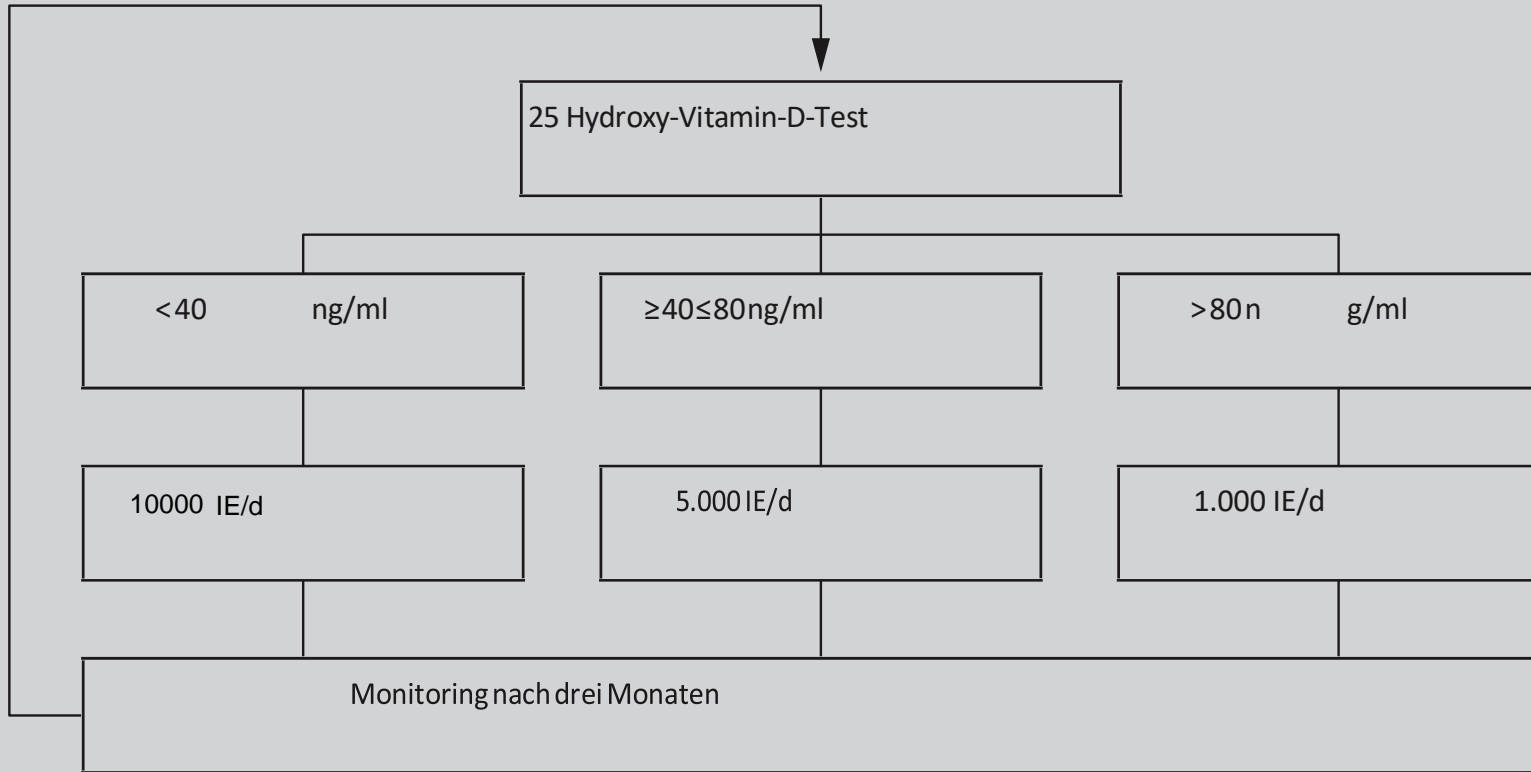 25 Hydroxy-Vitamin-D-Test
<40 ng/ml
≥40≤80ng/ml
>80n g/ml
10000 IE/d
5.000 IE/d
1.000 IE/d
Monitoring nach drei Monaten